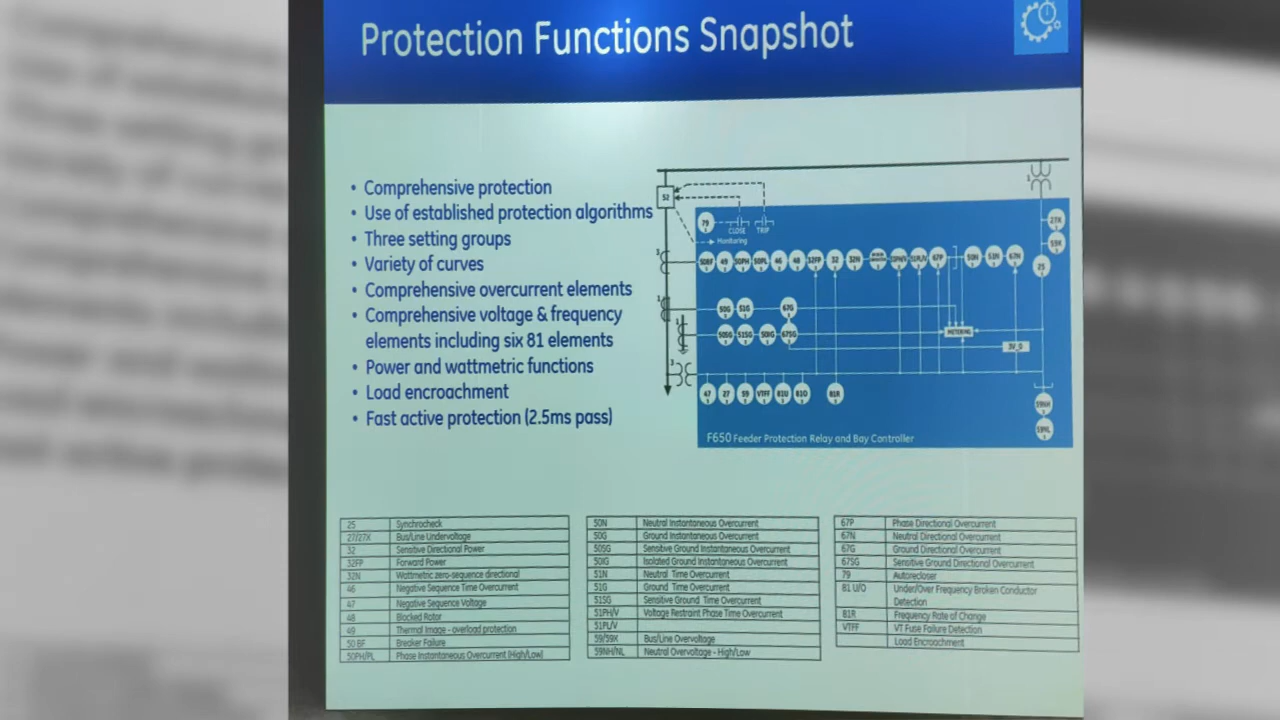 Protection Functions Snapshot
• Comprehensive protection
• Use of established protection algorithms
• Three setting groups
• Variety of curves
• Comprehensive overcurrent elements
• Comprehensive voltage & frequency
elements including six 81 elements
• Power and wattmetric functions
• Load encroachment
• Fast active protection (2.5ms pass)
52
79
CLOSE TRIP
Monitoring
27X
59X
50BF 49 50PH 50PL 46 48 32FP 32 32N 51PH/V 51PL/V 67P 50N 51N 67N 25
50G 51G 67G
50SG 51SG 50IG 67SG METERING
3V_0
47 27 59 VTFF 81U 81O 81R
59NH
59NL
F650 Feeder Protection Relay and Bay Controller
25 Synchrocheck
27/27X Bus/Line Undervoltage
32 Sensitive Directional Power
32FP Forward Power
32N Wattmetric zero-sequence directional
46 Negative Sequence Time Overcurrent
47 Negative Sequence Voltage
48 Blocked Rotor
49 Thermal Image - overload protection
50 BF Breaker Failure
50PH/PL Phase Instantaneous Overcurrent (High/Low)
50N Neutral Instantaneous Overcurrent
50G Ground Instantaneous Overcurrent
50SG Sensitive Ground Instantaneous Overcurrent
50IG Isolated Ground Instantaneous Overcurrent
51N Neutral Time Overcurrent
51G Ground Time Overcurrent
51SG Sensitive Ground Time Overcurrent
51PH/V Voltage Restraint Phase Time Overcurrent
51PL/V
59/59X Bus/Line Overvoltage
59NH/NL Neutral Overvoltage - High/Low
67P Phase Directional Overcurrent
67N Neutral Directional Overcurrent
67G Ground Directional Overcurrent
67SG Sensitive Ground Directional Overcurrent
79 Autorecloser
81 U/O Under/Over Frequency Broken Conductor
Detection
81R Frequency Rate of Change
VTFF VT Fuse Failure Detection
Load Encroachment